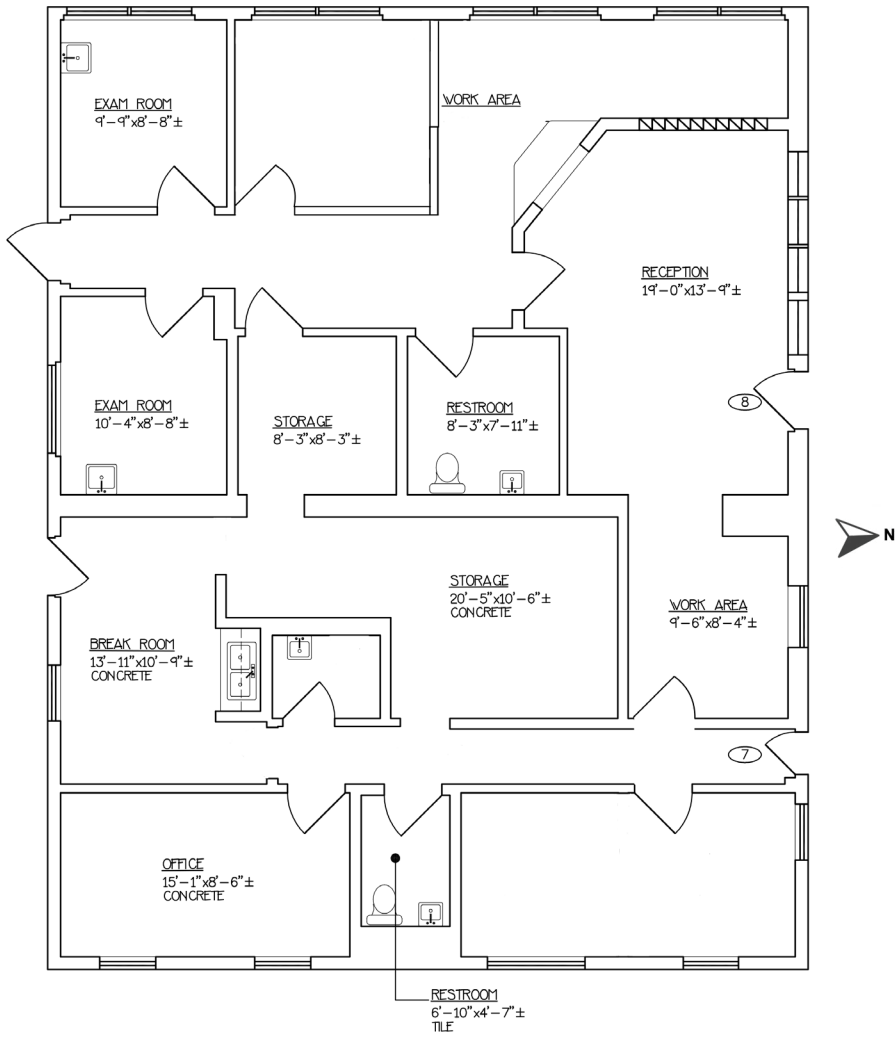 EXAM ROOM
9'-9"x8'-8"±
WORK AREA
RECEPTION
19'-0"x13'-9"±
EXAM ROOM
10'-4"x8'-8"±
STORAGE
8'-3"x8'-3"±
RESTROOM
8'-3"x7'-11"±
8
N
STORAGE
20'-5"x10'-6"±
CONCRETE
WORK AREA
9'-6"x8'-4"±
BREAK ROOM
13'-11"x10'-9"±
CONCRETE
7
OFFICE
15'-1"x8'-6"±
CONCRETE
RESTROOM
6'-10"x4'-7"±
TILE